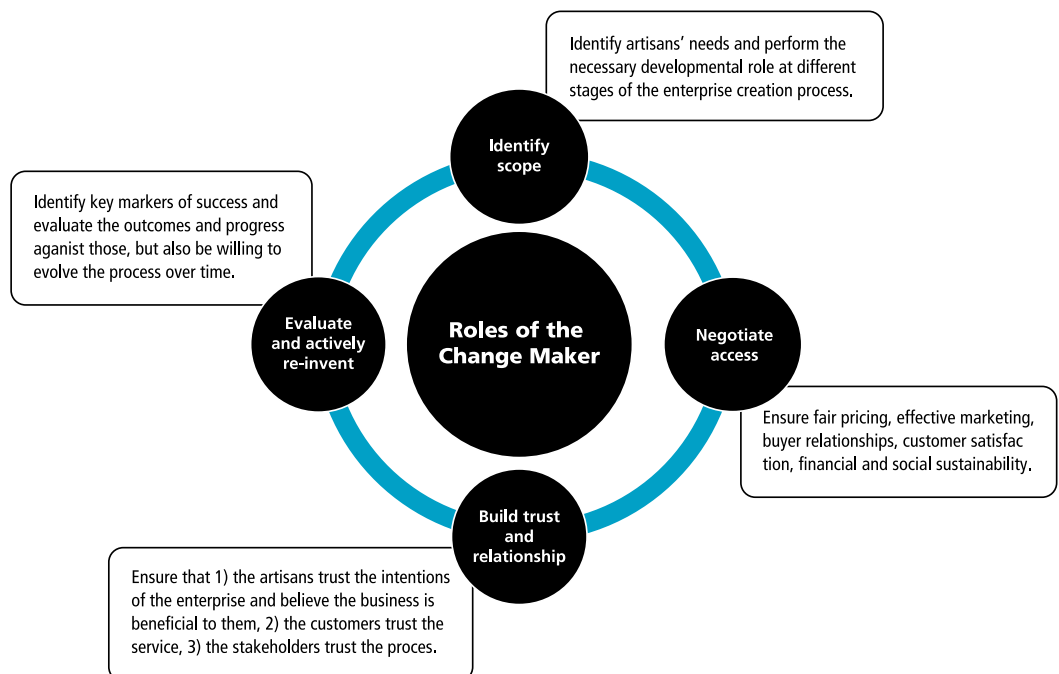 Identify artisans' needs and perform the
necessary developmental role at different
stages of the enterprise creation process.
Identify
scope
Identify key markers of success and
evaluate the outcomes and progress
aganist those, but also be willing to
evolve the process over time.
Evaluate
and actively
re-invent
Roles of the
Change Maker
Negotiate
access
Ensure fair pricing, effective marketing,
buyer relationships, customer satisfac
tion, financial and social sustainability.
Build trust
and
relationship
Ensure that 1) the artisans trust the intentions
of the enterprise and believe the business is
beneficial to them, 2) the customers trust the
service, 3) the stakeholders trust the proces.